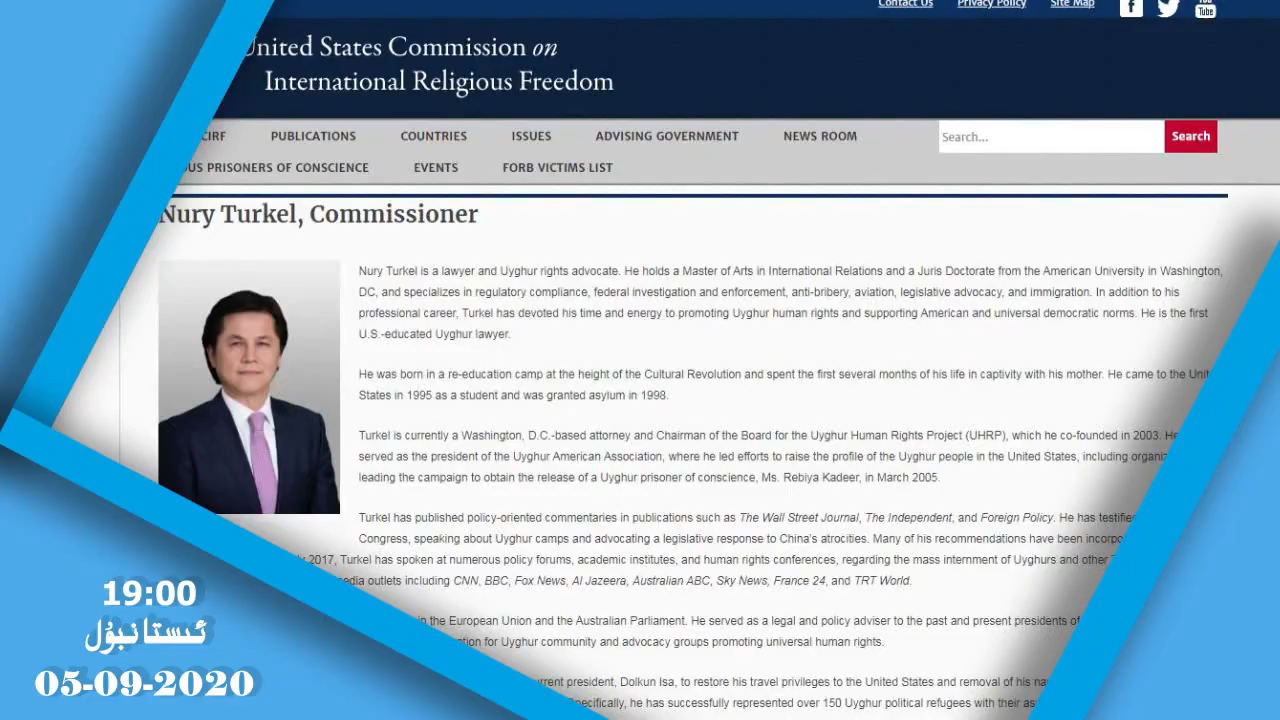 Contact Us Privacy Policy Site Map
United States Commission on
International Religious Freedom
PUBLICATIONS COUNTRIES ISSUES ADVISING GOVERNMENT NEWS ROOM
Search... Search
PRISONERS OF CONSCIENCE EVENTS FORB VICTIMS LIST
Nury Turkel, Commissioner
Nury Turkel is a lawyer and Uyghur rights advocate. He holds a Master of Arts in International Relations and a Juris Doctorate from the American University in Washington,
DC, and specializes in regulatory compliance, federal investigation and enforcement, anti-bribery, aviation, legislative advocacy, and immigration. In addition to his
professional career, Turkel has devoted his time and energy to promoting Uyghur human rights and supporting American and universal democratic norms. He is the first
U.S.-educated Uyghur lawyer.
He was born in a re-education camp at the height of the Cultural Revolution and spent the first several months of his life in captivity with his mother. He came to the
States in 1995 as a student and was granted asylum in 1998.
Turkel is currently a Washington, D.C.-based attorney and Chairman of the Board for the Uyghur Human Rights Project (UHRP), which he co-founded in 2003. He
served as the president of the Uyghur American Association, where he led efforts to raise the profile of the Uyghur people in the United States, including
leading the campaign to obtain the release of a Uyghur prisoner of conscience, Ms. Rebiya Kadeer, in March 2005.
Turkel has published policy-oriented commentaries in publications such as The Wall Street Journal, The Independent, and Foreign Policy. He has
Congress, speaking about Uyghur camps and advocating a legislative response to China's atrocities. Many of his recommendations have been
2017, Turkel has spoken at numerous policy forums, academic institutes, and human rights conferences, regarding the mass internment of Uyghurs and other
outlets including CNN, BBC, Fox News, Al Jazeera, Australian ABC, Sky News, France 24, and TRT World.
in the European Union and the Australian Parliament. He served as a legal and policy adviser to the past and present presidents of
for Uyghur community and advocacy groups promoting universal human rights.
president, Dolkun Isa, to restore his travel privileges to the United States and removal of his
he has successfully represented over 150 Uyghur political refugees with their
19:00
ئىستانبۇل
05-09-2020